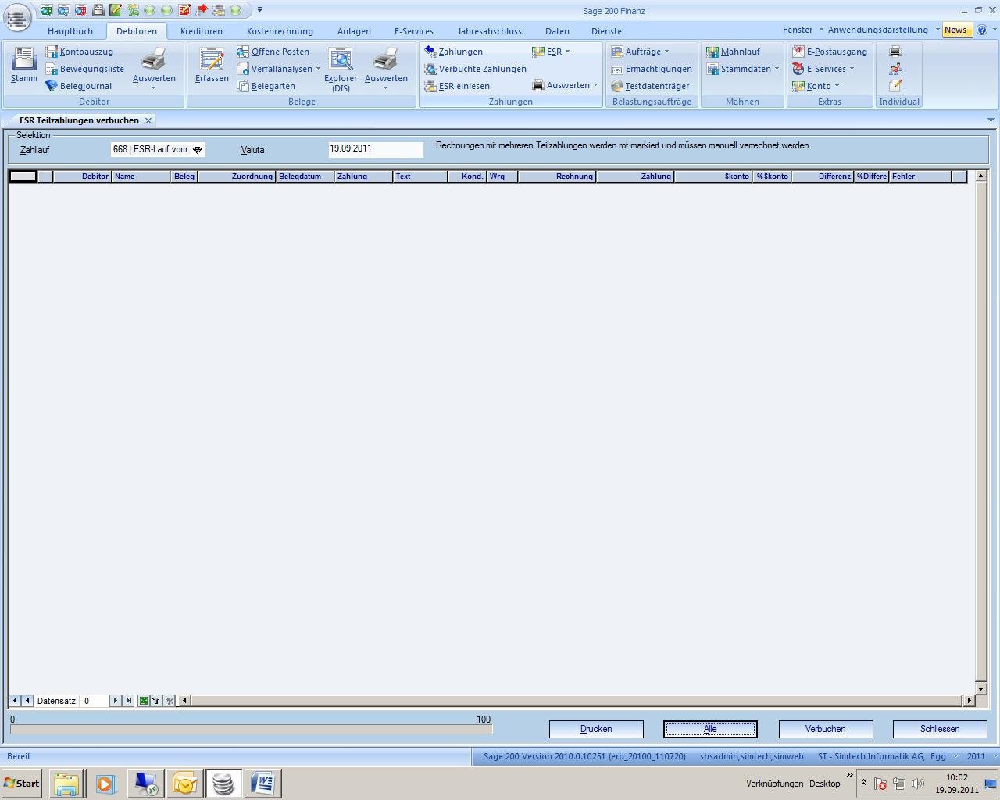 Sage 200 Finanz
Hauptbuch Debitoren Kreditoren Kostenrechnung Anlagen E-Services Jahresabschluss Daten Dienste Fenster Anwendungsdarstellung News
Stamm
Kontoauszug
Bewegungsliste
Belegjournal
Auswerten
Debitor
Erfassen
Offene Posten
Verfallanalysen
Belegarten
Explorer (DIS)
Auswerten
Belege
Zahlungen
Verbuchte Zahlungen
ESR einlesen
ESR
Auswerten
Zahlungen
Aufträge
Ermächtigungen
Testdatenträger
Belastungsaufträge
Mahnlauf
Stammdaten
Mahnen
E-Postausgang
E-Services
Konto
Extras
.
.
.
Individual
ESR Teilzahlungen verbuchen
Selektion
Zahllauf 668 ESR-Lauf vom Valuta 19.09.2011 Rechnungen mit mehreren Teilzahlungen werden rot markiert und müssen manuell verrechnet werden.
Debitor Name Beleg Zuordnung Belegdatum Zahlung Text Kond. Wrg Rechnung Zahlung Skonto %Skonto Differenz %Differe Fehler
Datensatz 0
0 100
Drucken Alle Verbuchen Schliessen
Bereit Sage 200 Version 2010.0.10251 (erp_20100_110720) sbsadmin,simtech,simweb ST - Simtech Informatik AG, Egg 2011
Start Verknüpfungen Desktop » 10:02
19.09.2011